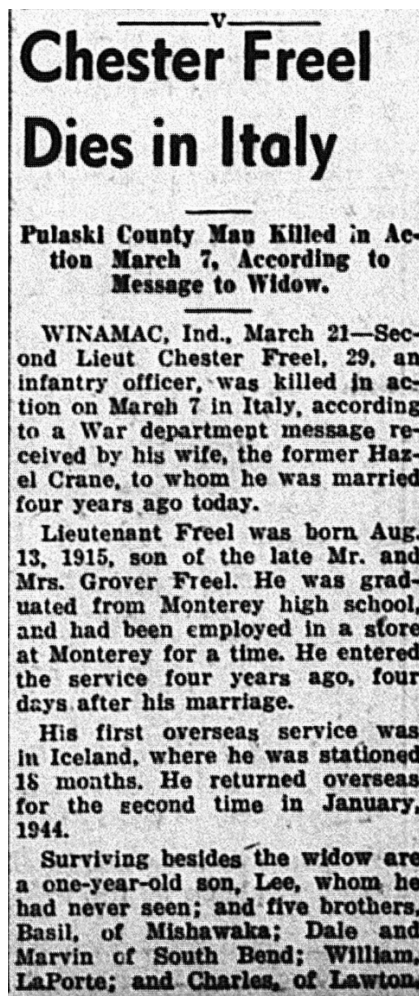 V
Chester Freel
Dies in Italy
Pulaski County Man Killed in Ac-
tion March 7, According to
Message to Widow.
WINAMAC, Ind., March 21—Sec-
ond Lieut Chester Freel, 29, an
infantry officer, was killed in ac-
tion on March 7 in Italy, according
to a War department message re-
ceived by his wife, the former Haz-
el Crane, to whom he was married
four years ago today.
Lieutenant Freel was born Aug.
13, 1915, son of the late Mr. and
Mrs. Grover Freel. He was grad-
uated from Monterey high school,
and had been employed in a store
at Monterey for a time. He entered
the service four years ago, four
days after his marriage.
His first overseas service was
in Iceland, where he was stationed
18 months. He returned overseas
for the second time in January,
1944.
Surviving besides the widow are
a one-year-old son, Lee, whom he
had never seen; and five brothers,
Basil, of Mishawaka; Dale and
Marvin of South Bend; William,
LaPorte; and Charles, of Lawton